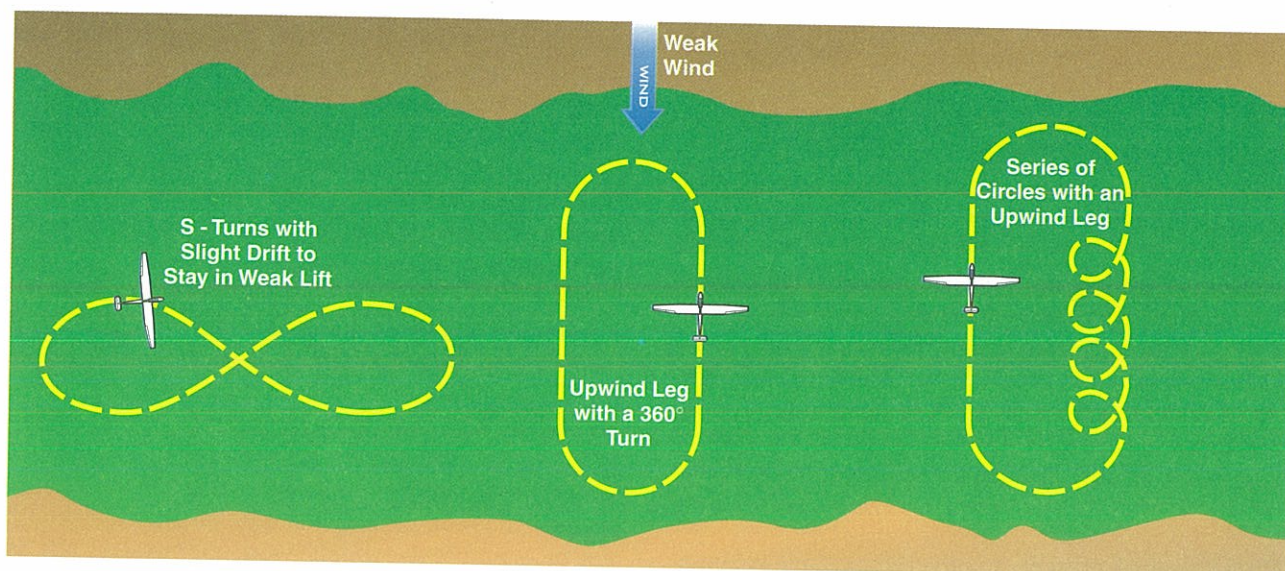 Weak
Wind
WIND
S - Turns with
Slight Drift to
Stay in Weak Lift
Upwind Leg
with a 360°
Turn
Series of
Circles with an
Upwind Leg